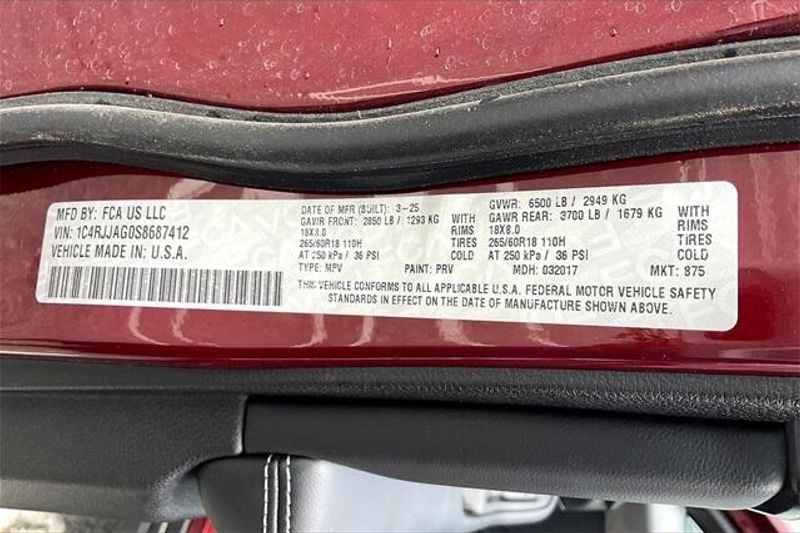 MFD BY: FCA US LLC
VIN: 1C4RJJAG0S8687412
VEHICLE MADE IN: U.S.A.
DATE OF MFR (BUILT): 3-25
GAWR FRONT: 2850 LB / 1293 KG WITH
18X8.0 RIMS
265/60R18 110H TIRES
AT 250 kPa / 36 PSI COLD
TYPE: MPV PAINT: PRV
GVWR: 6500 LB / 2949 KG
GAWR REAR: 3700 LB / 1679 KG WITH
18X8.0 RIMS
265/60R18 110H TIRES
AT 250 kPa / 36 PSI COLD
MDH: 032017 MKT: 875
THIS VEHICLE CONFORMS TO ALL APPLICABLE U.S.A. FEDERAL MOTOR VEHICLE SAFETY
STANDARDS IN EFFECT ON THE DATE OF MANUFACTURE SHOWN ABOVE.